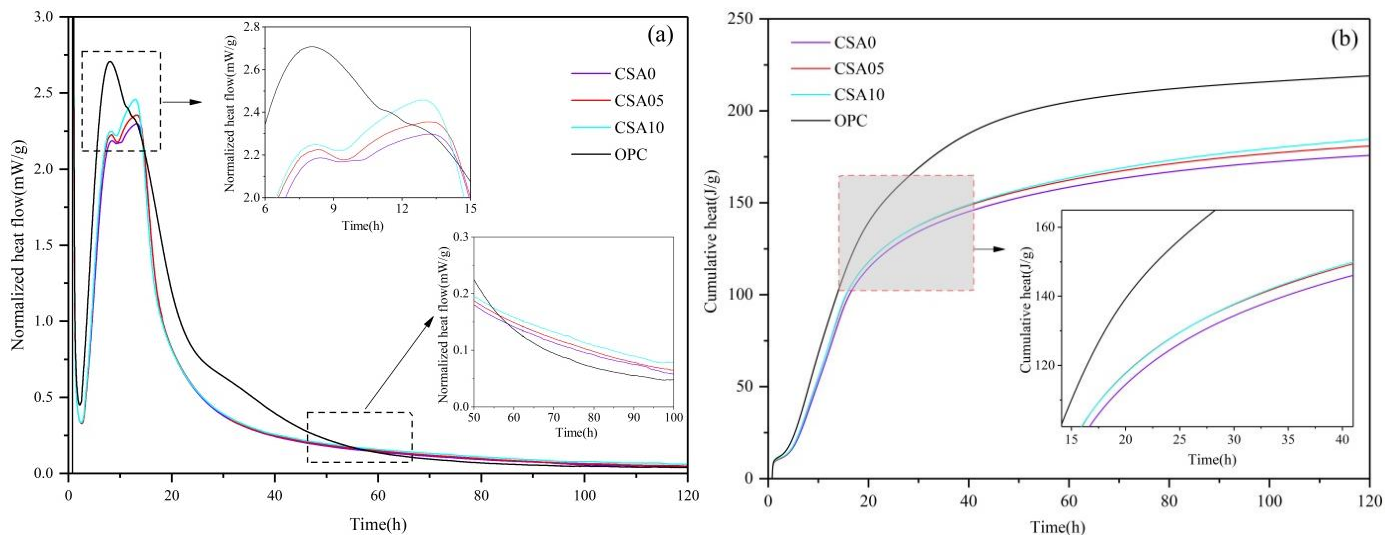 (a)
Normalized heat flow(mW/g)
3.0
2.5
2.0
1.5
1.0
0.5
0.0
0 20 40 60 80 100 120
Time(h)
CSA0
CSA05
CSA10
OPC
Normalized heat flow(mW/g)
2.8
2.6
2.4
2.2
2.0
6 9 12 15
Time(h)
Normalized heat flow(mW/g)
0.3
0.2
0.1
0.0
50 60 70 80 90 100
Time(h)
(b)
Cumulative heat(J/g)
250
200
150
100
50
0
0 20 40 60 80 100 120
Time(h)
CSA0
CSA05
CSA10
OPC
Cumulative heat(J/g)
160
140
120
15 20 25 30 35 40
Time(h)